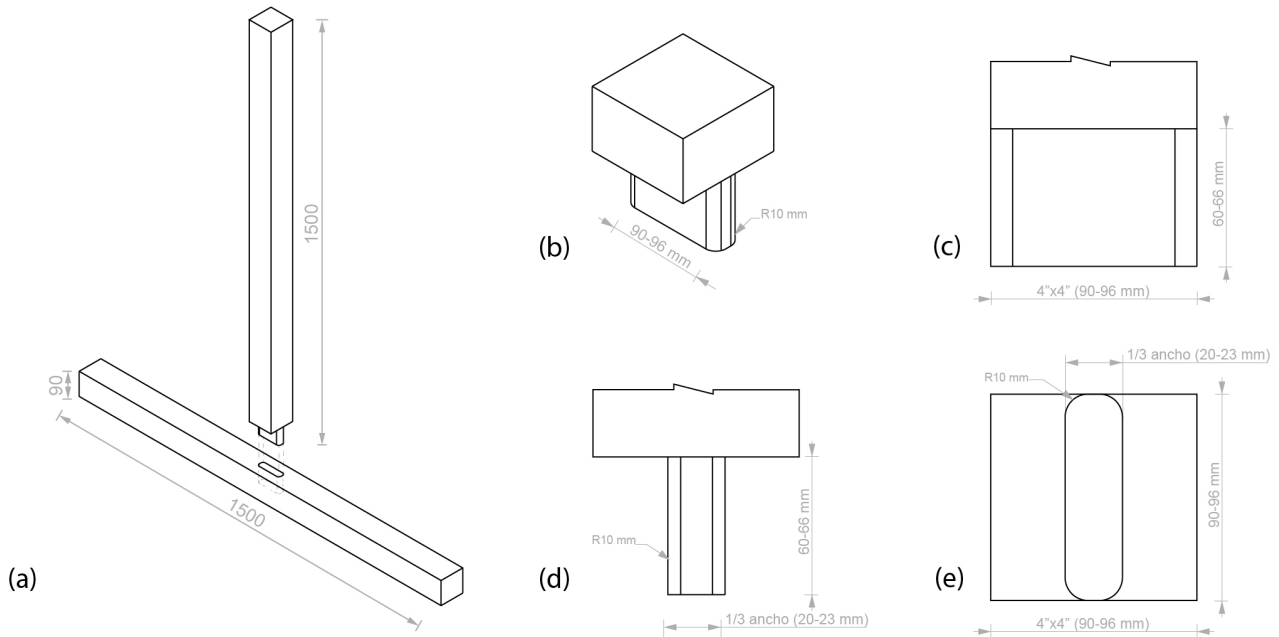 1500
90
1500
(a)
(b)
90-96 mm
R10 mm
(c)
60-66 mm
4”x4” (90-96 mm)
(d)
R10 mm
60-66 mm
1/3 ancho (20-23 mm)
(e)
1/3 ancho (20-23 mm)
R10 mm
90-96 mm
4”x4” (90-96 mm)